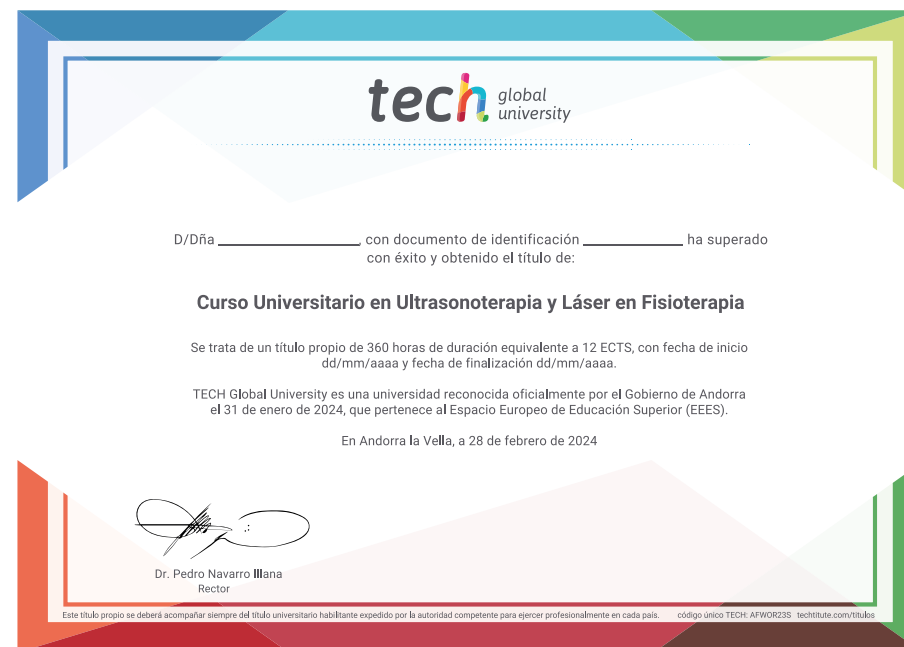 tech global university
D/Dña ____________________, con documento de identificación ______________ ha superado
con éxito y obtenido el título de:
Curso Universitario en Ultrasonoterapia y Láser en Fisioterapia
Se trata de un título propio de 360 horas de duración equivalente a 12 ECTS, con fecha de inicio
dd/mm/aaaa y fecha de finalización dd/mm/aaaa.
TECH Global University es una universidad reconocida oficialmente por el Gobierno de Andorra
el 31 de enero de 2024, que pertenece al Espacio Europeo de Educación Superior (EEES).
En Andorra la Vella, a 28 de febrero de 2024
Dr. Pedro Navarro Illana
Rector
Este título propio se deberá acompañar siempre del título universitario habilitante expedido por la autoridad competente para ejercer profesionalmente en cada país. código único TECH: AFWOR23S techtitute.com/titulos